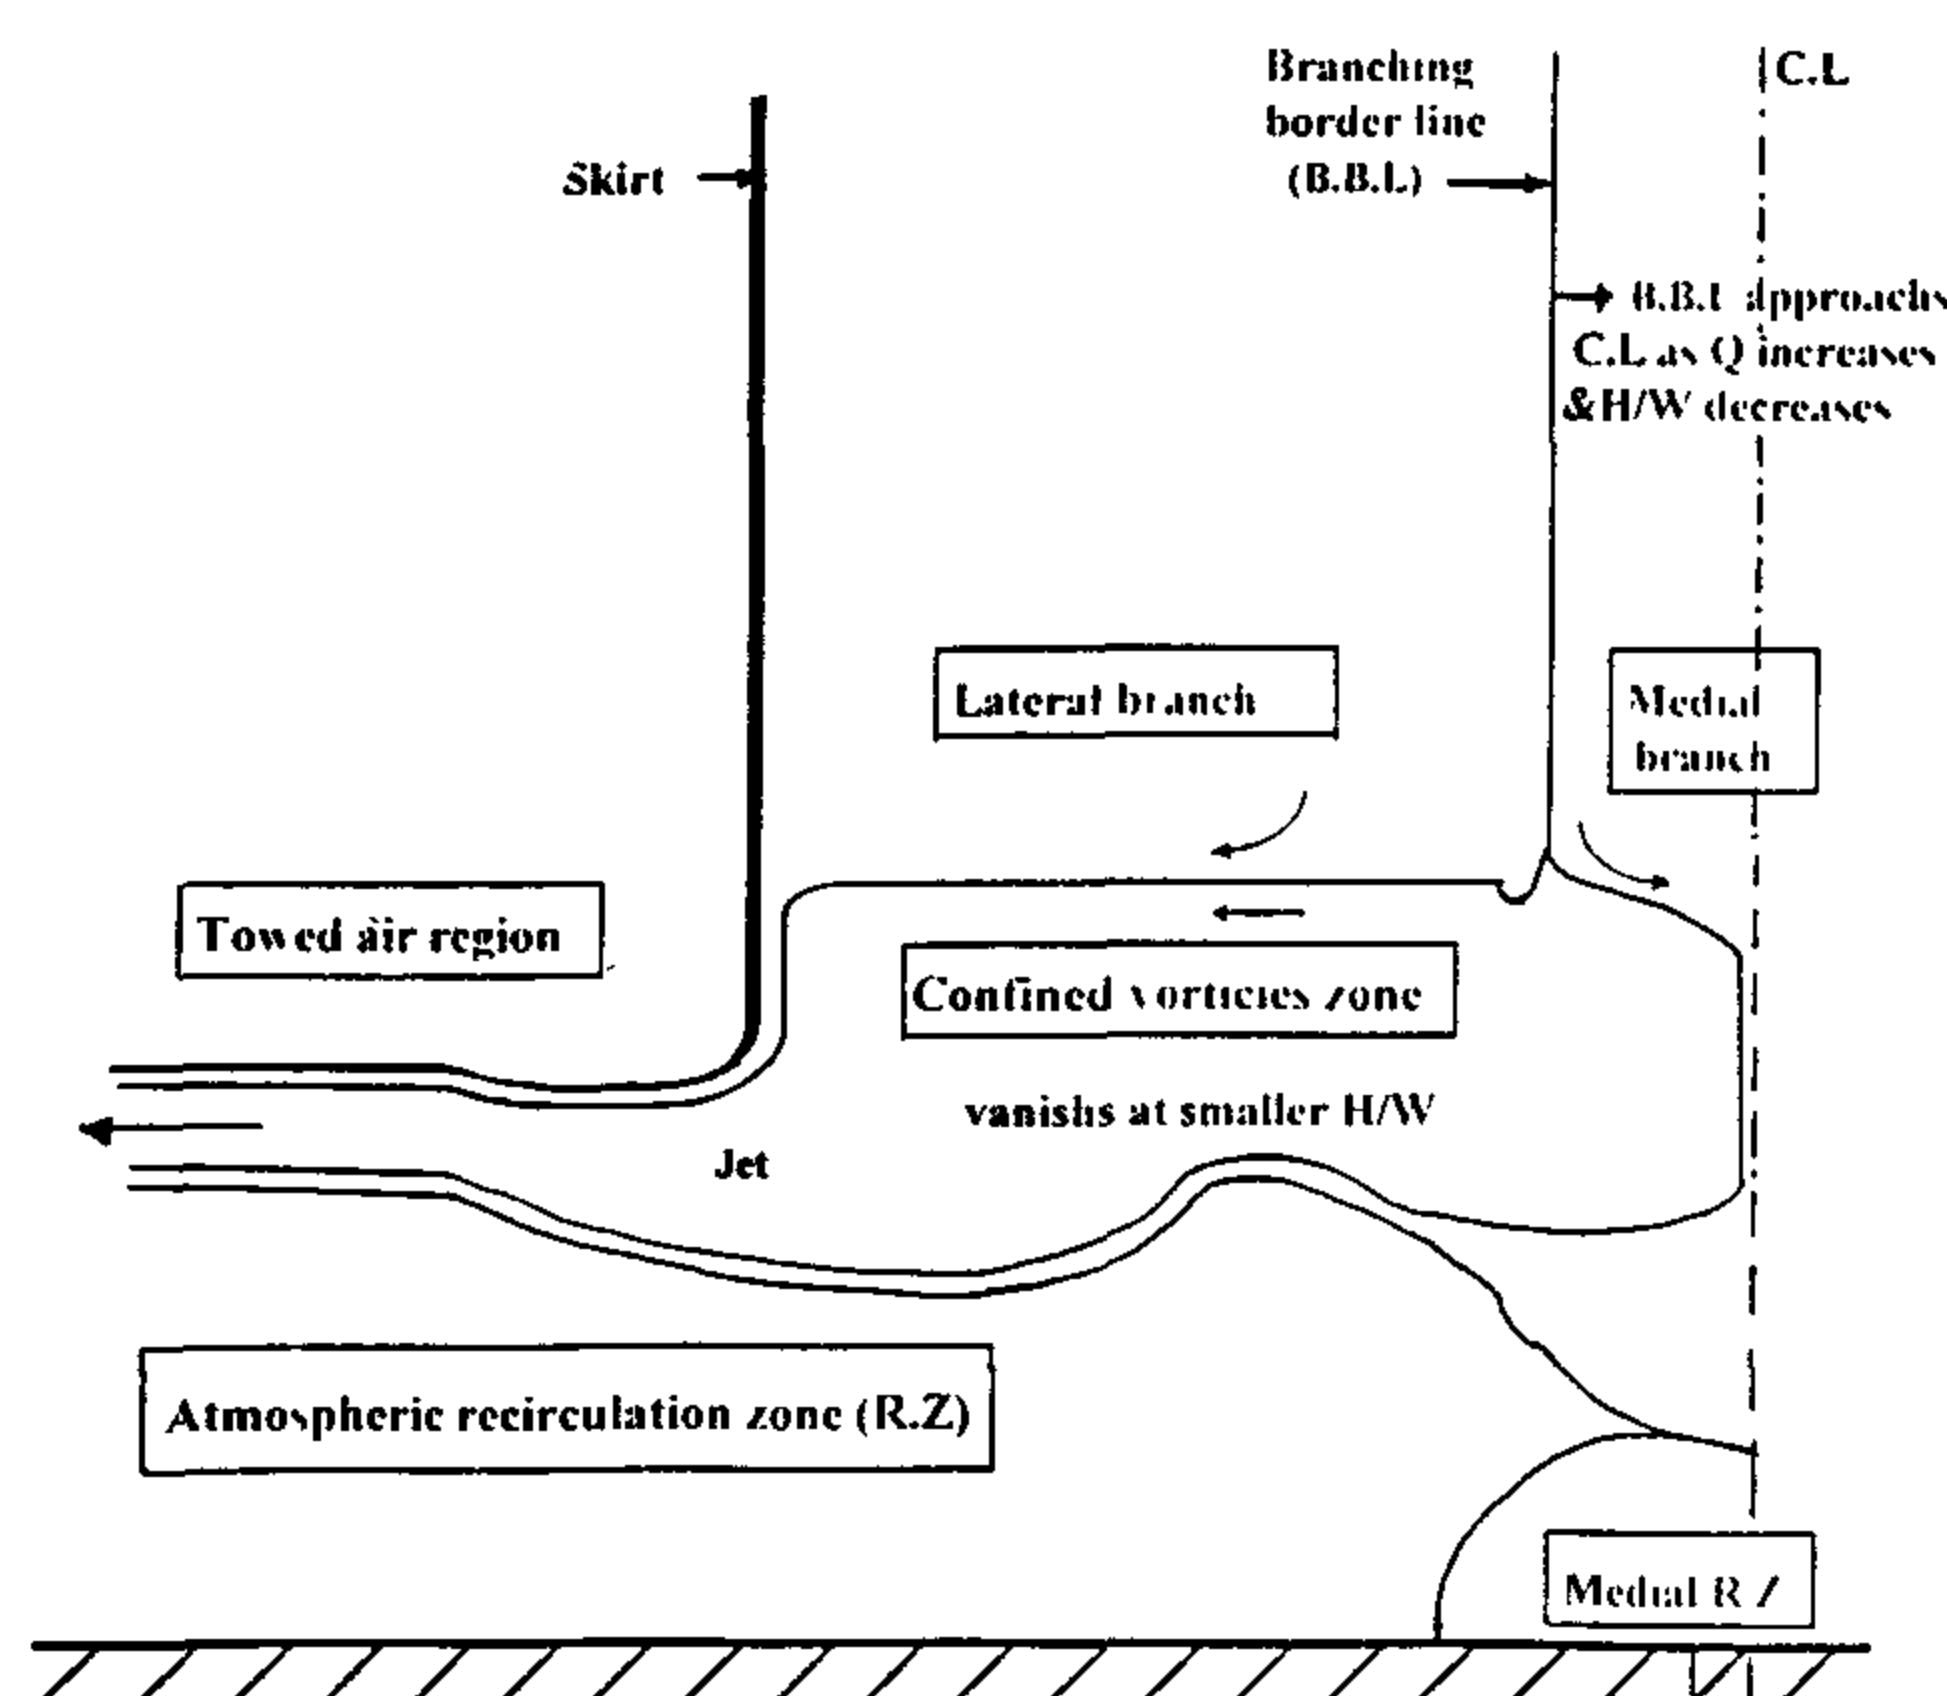 Branching
border line
(B.B.L)
C.L
Skirt
B.B.L approachs
C.L as Q increases
&H/W decreases
Lateral branch
Medial
branch
Towed air region
Confined vorticies zone
vanishs at smaller H/W
Jet
Atmospheric recirculation zone (R.Z)
Medial R Z